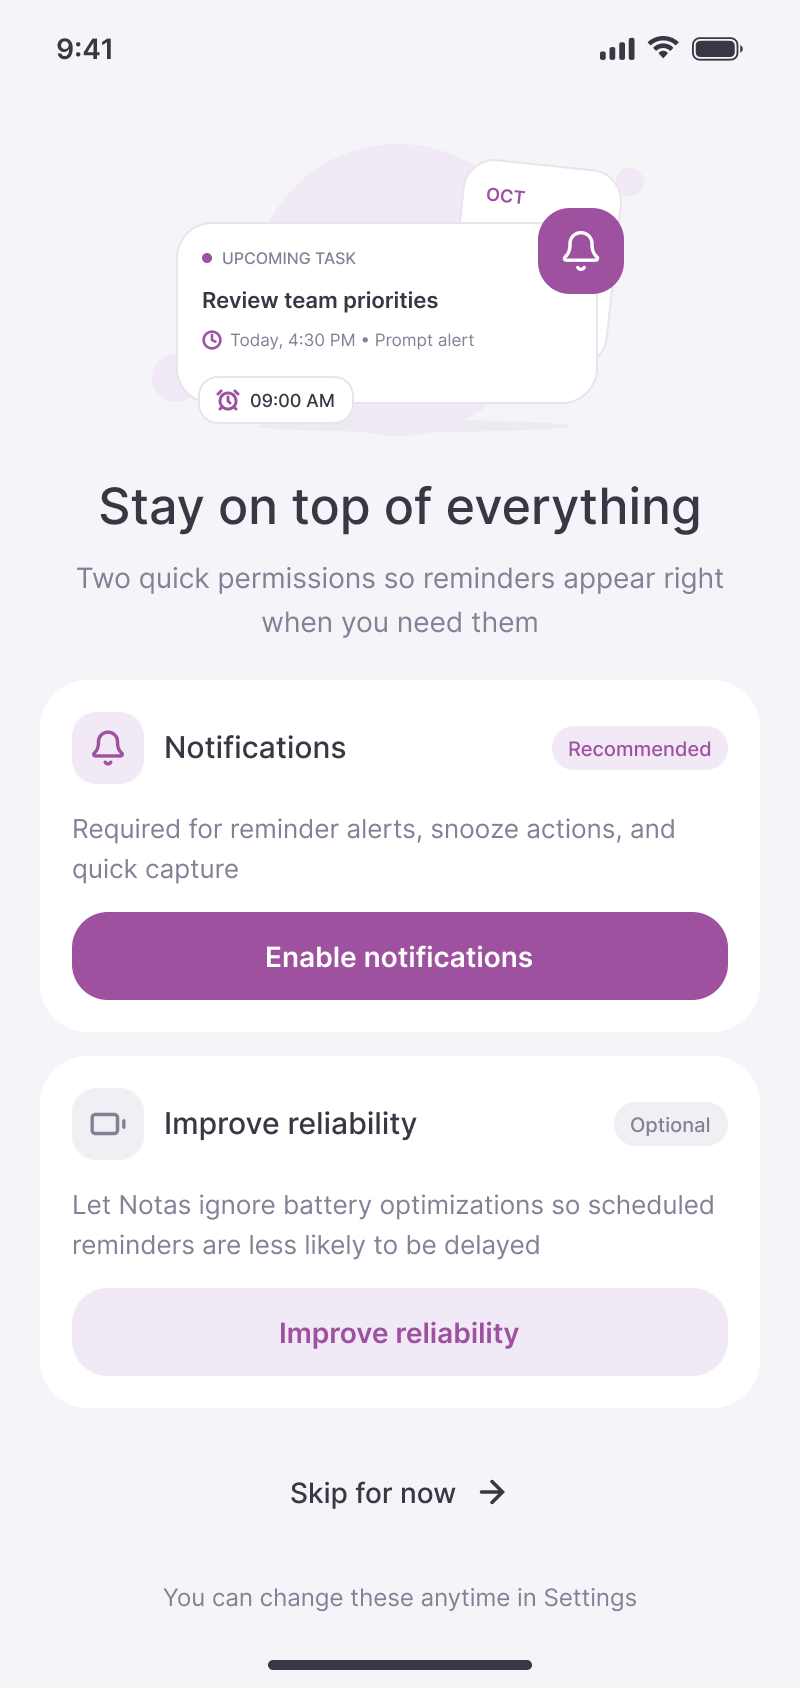 9:41
OCT
UPCOMING TASK
Review team priorities
Today, 4:30 PM • Prompt alert
09:00 AM
Stay on top of everything
Two quick permissions so reminders appear right
when you need them
Notifications
Recommended
Required for reminder alerts, snooze actions, and
quick capture
Enable notifications
Improve reliability
Optional
Let Notas ignore battery optimizations so scheduled
reminders are less likely to be delayed
Improve reliability
Skip for now
You can change these anytime in Settings